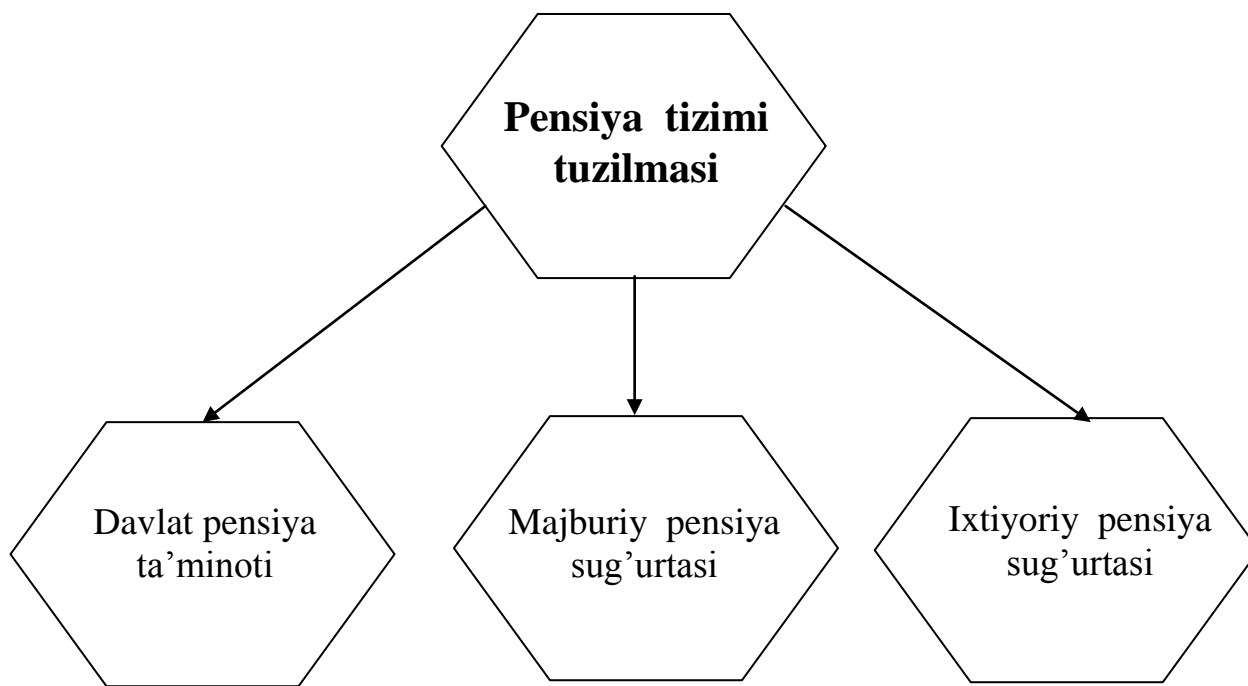 Pensiya tizimi
tuzilmasi
Davlat pensiya
ta’minoti
Majburiy pensiya
sug’urtasi
Ixtiyoriy pensiya
sug’urtasi